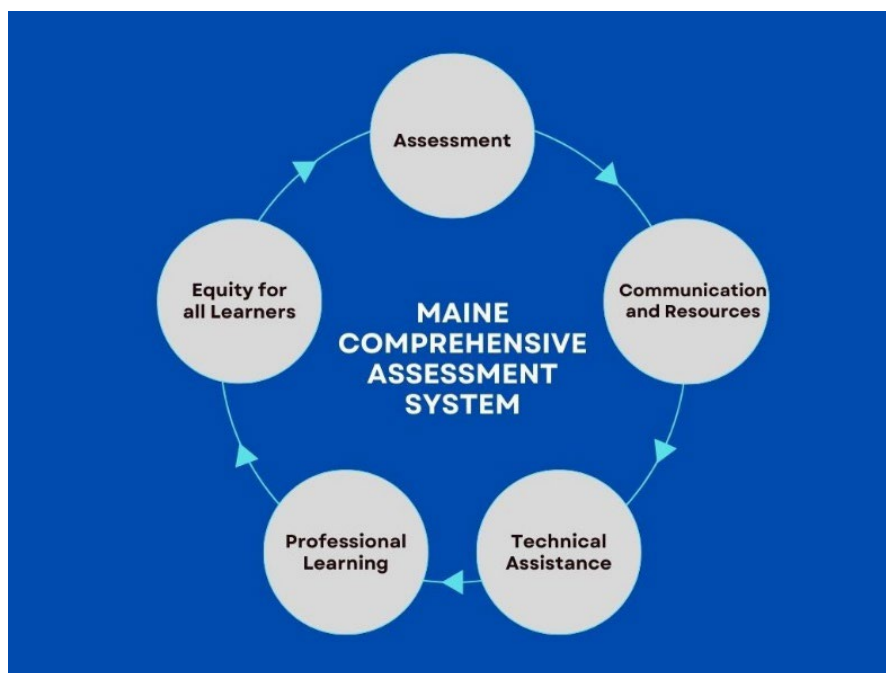 Assessment
Communication
and Resources
Technical
Assistance
Professional
Learning
Equity for
all Learners
MAINE
COMPREHENSIVE
ASSESSMENT
SYSTEM